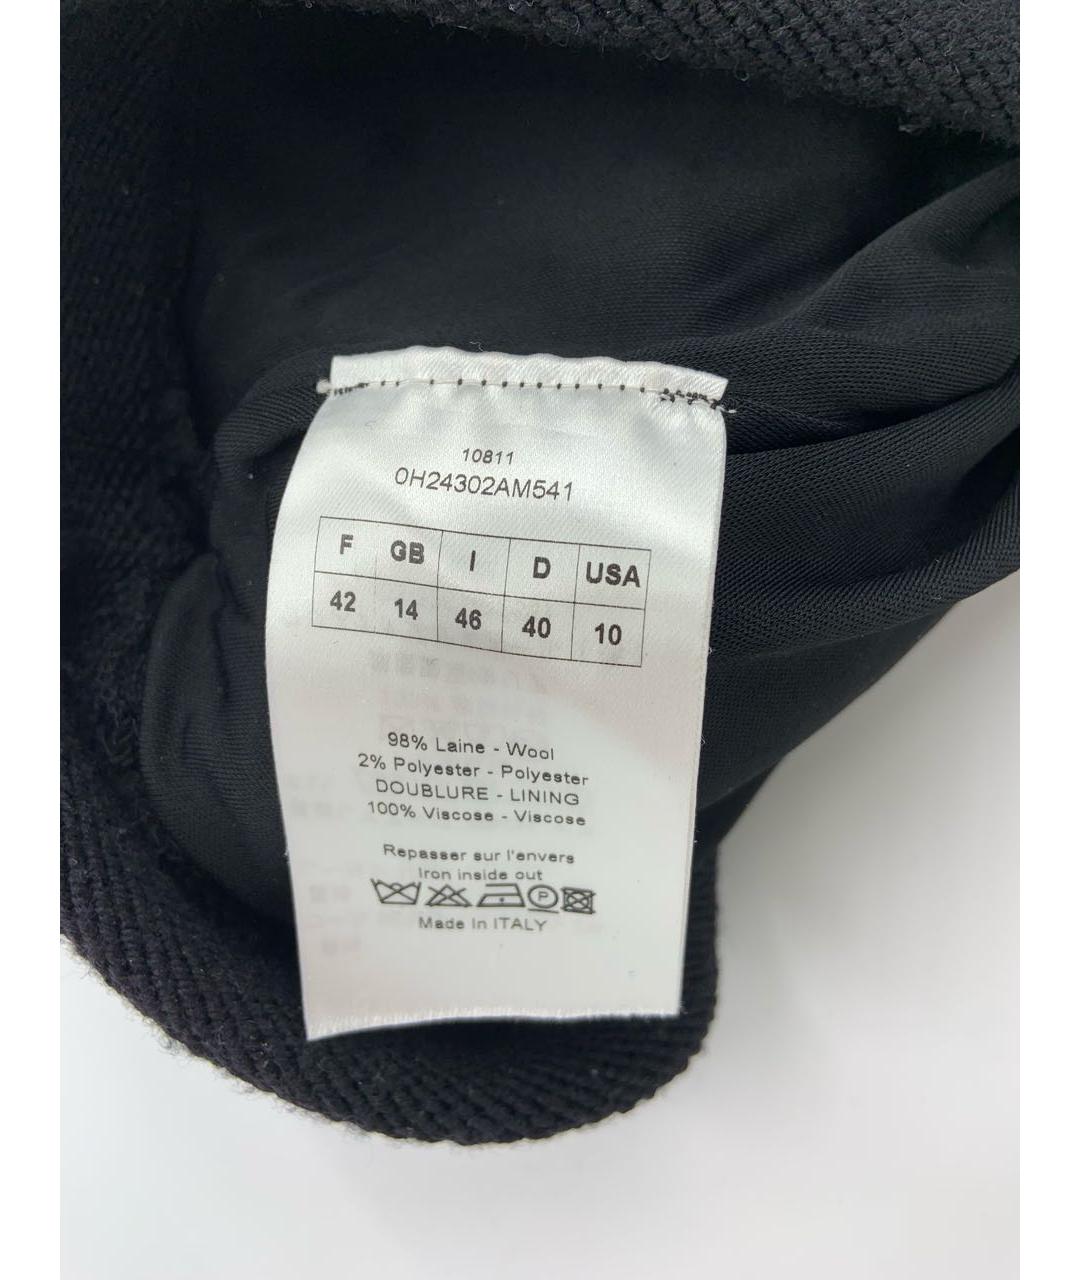 10811
0H24302AM541
F GB I D USA
42 14 46 40 10
98% Laine - Wool
2% Polyester - Polyester
DOUBLURE - LINING
100% Viscose - Viscose
Repasser sur l'envers
Iron inside out
P
Made In ITALY